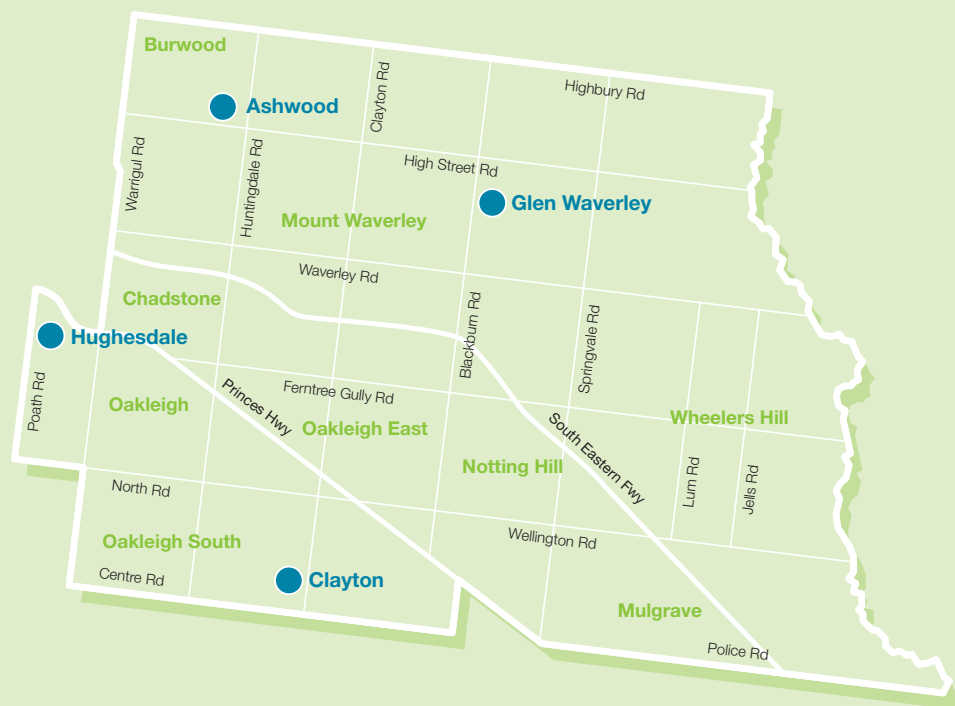 Burwood
Highbury Rd
Clayton Rd
Ashwood
High Street Rd
Warrigul Rd
Huntingdale Rd
Glen Waverley
Mount Waverley
Waverley Rd
Chadstone
Hughesdale
Blackburn Rd
Springvale Rd
Poath Rd
Oakleigh
Princes Hwy
Ferntree Gully Rd
Oakleigh East
Wheelers Hill
South Eastern Fwy
Notting Hill
Lum Rd
Jells Rd
North Rd
Wellington Rd
Oakleigh South
Centre Rd
Clayton
Mulgrave
Police Rd